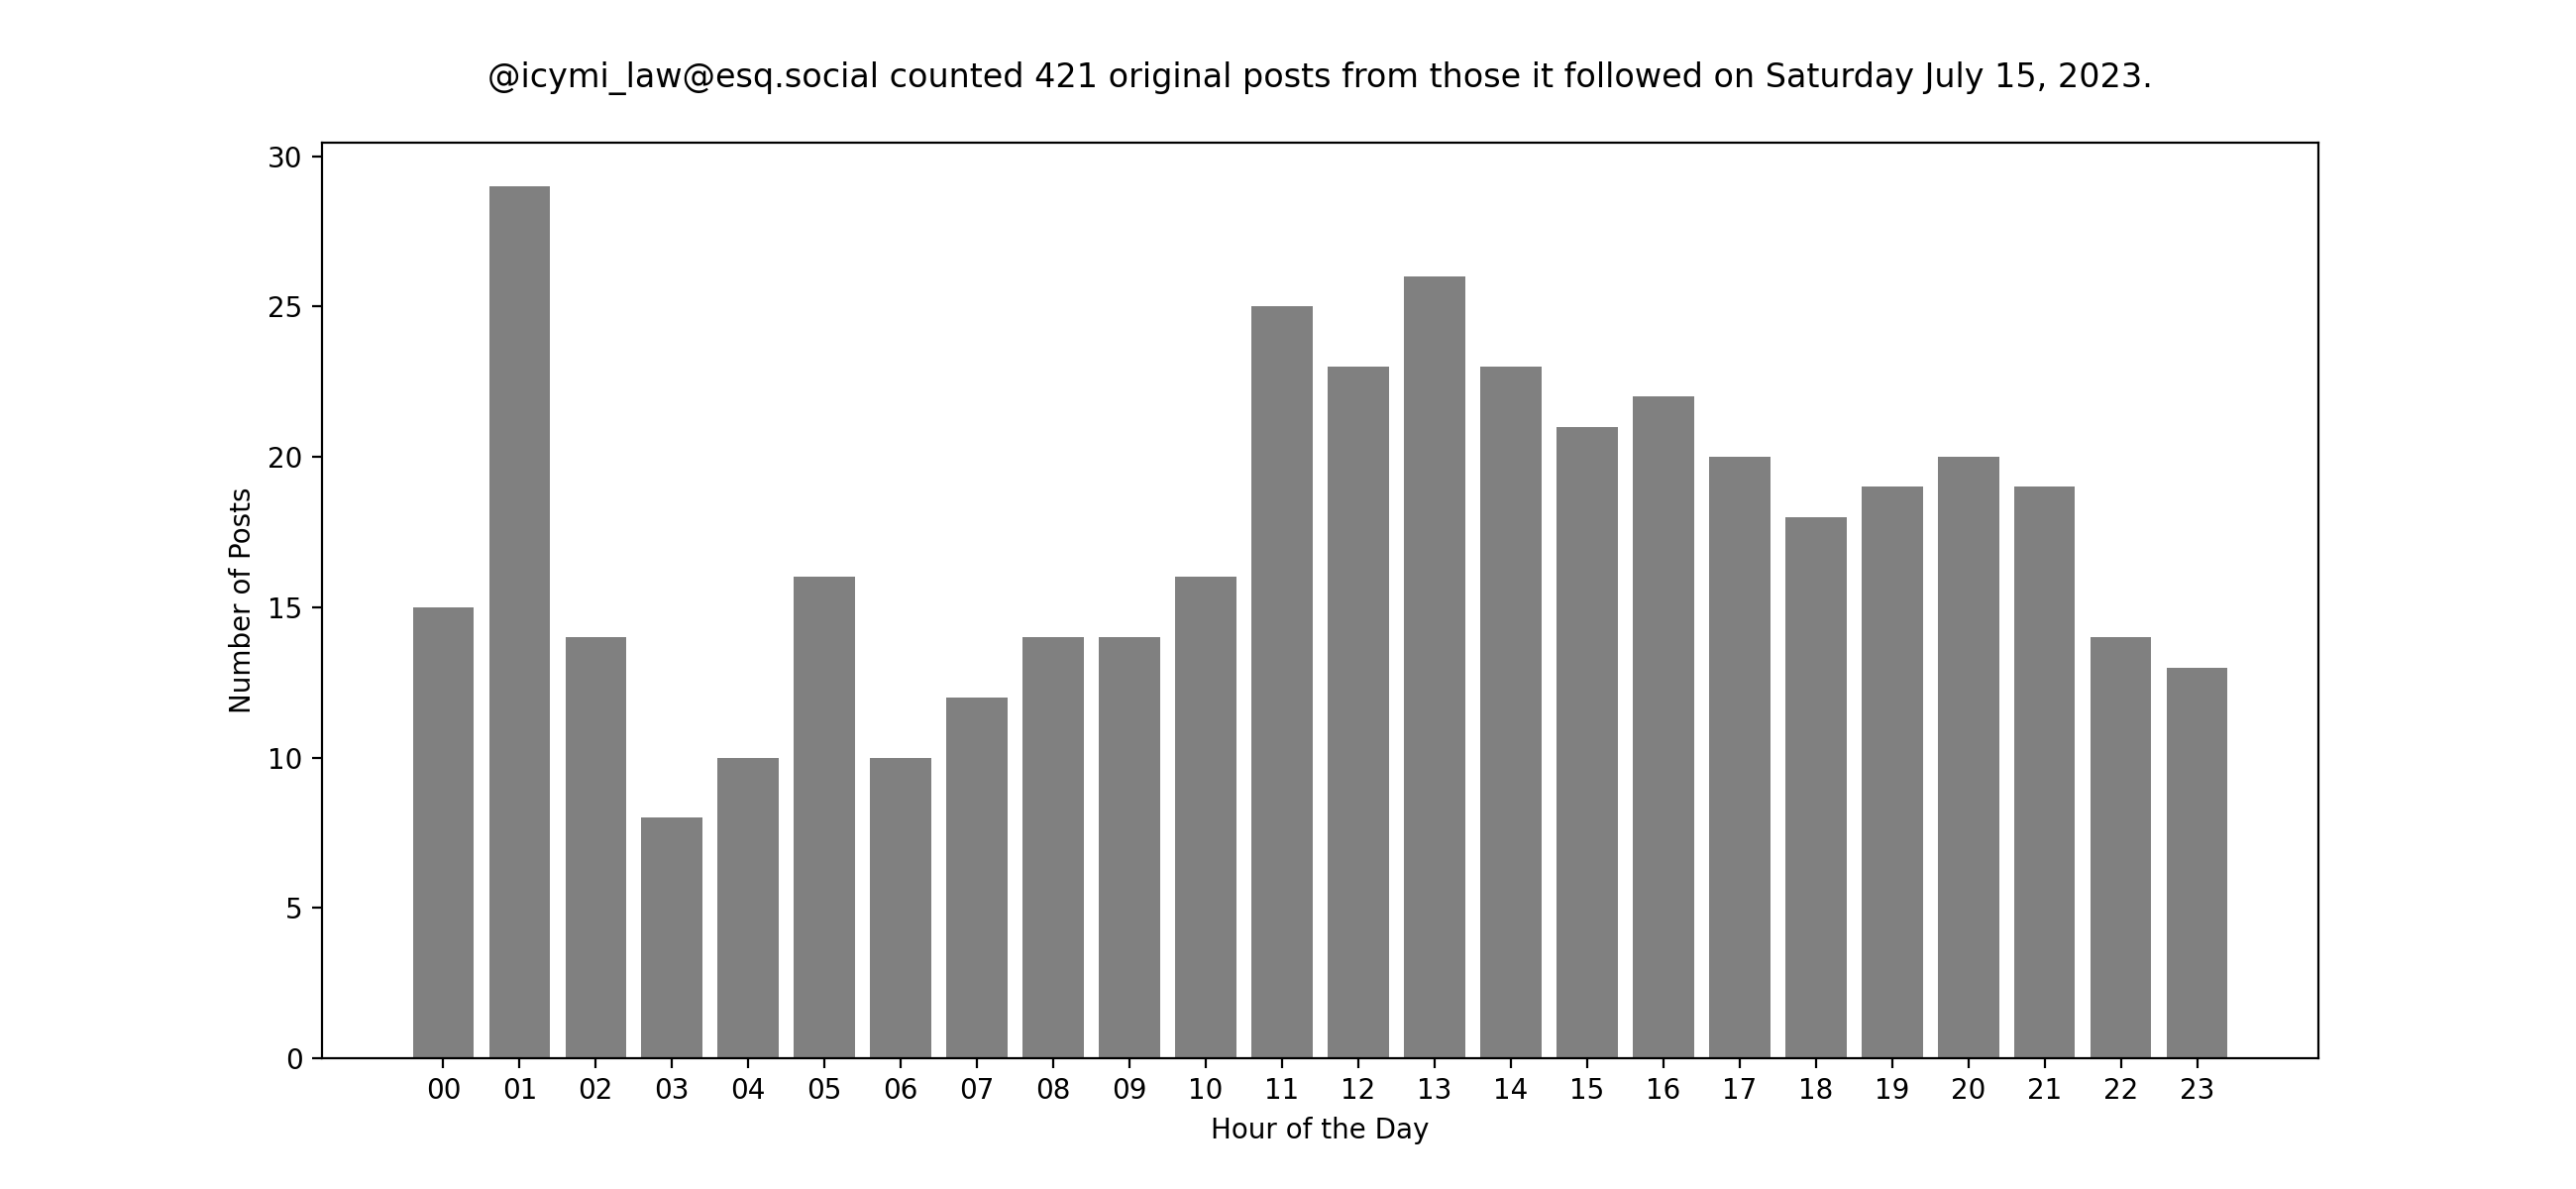 @icymi_law@esq.social counted 421 original posts from those it followed on Saturday July 15, 2023.
30
25
20
15
10
5
0
Number of Posts
00 01 02 03 04 05 06 07 08 09 10 11 12 13 14 15 16 17 18 19 20 21 22 23
Hour of the Day